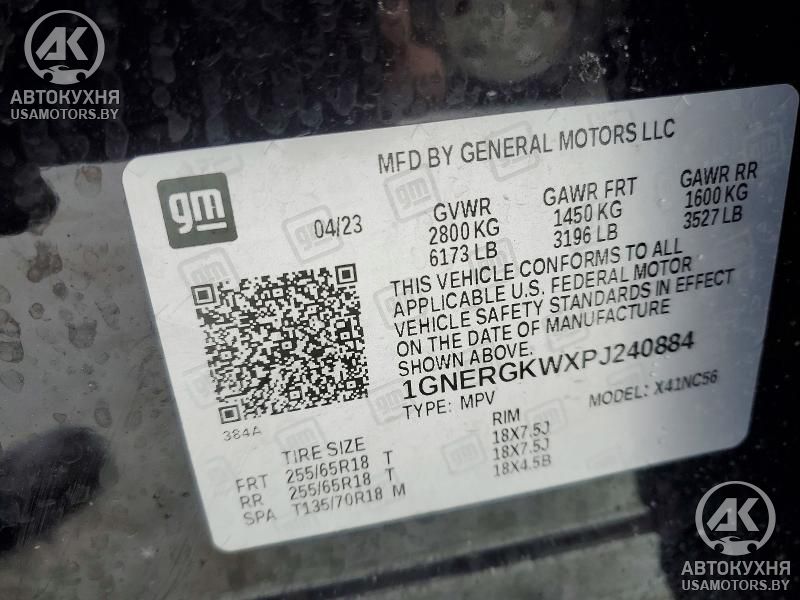 АК
АВТОКУХНЯ
USAMOTORS.BY
MFD BY GENERAL MOTORS LLC
gm
04/23
GVWR
2800 KG
6173 LB
GAWR FRT
1450 KG
3196 LB
GAWR RR
1600 KG
3527 LB
THIS VEHICLE CONFORMS TO ALL
APPLICABLE U.S. FEDERAL MOTOR
VEHICLE SAFETY STANDARDS IN EFFECT
ON THE DATE OF MANUFACTURE
SHOWN ABOVE.
1GNERGKWXPJ240884
TYPE: MPV
MODEL: X41NC56
384A
TIRE SIZE
RIM
FRT 255/65R18 T 18X7.5J
RR 255/65R18 T 18X7.5J
SPA T135/70R18 M 18X4.5B
АК
АВТОКУХНЯ
USAMOTORS.BY